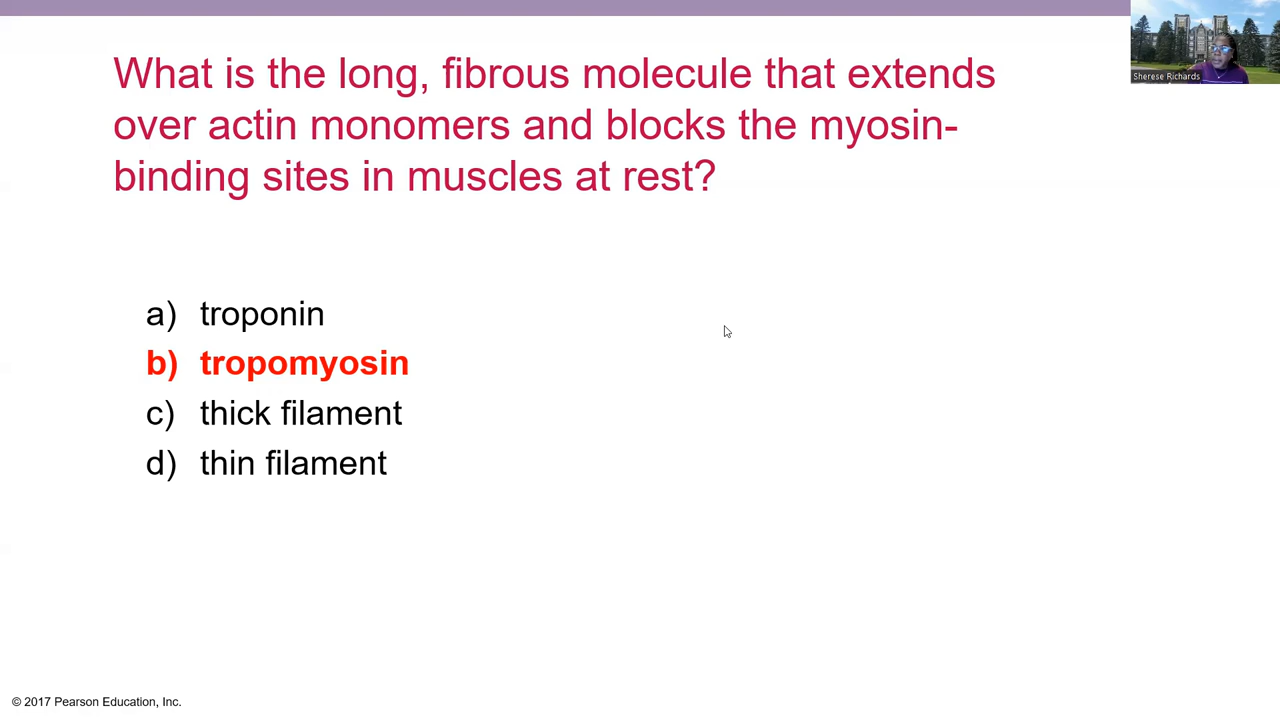 What is the long, fibrous molecule that extends
over actin monomers and blocks the myosin-
binding sites in muscles at rest?
a) troponin
b) tropomyosin
c) thick filament
d) thin filament
Sherese Richards
© 2017 Pearson Education, Inc.